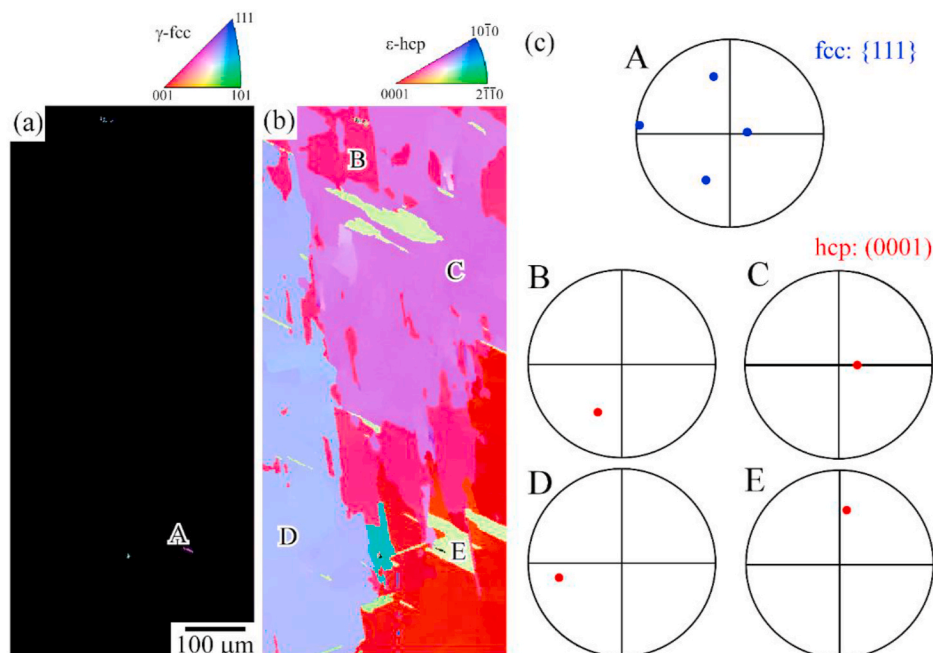 γ-fcc
111
001
101
ε-hcp
101̄0
0001
21̄1̄0
(a)
A
100 μm
(b)
B
C
D
E
(c)
A
fcc: {111}
hcp: (0001)
B
C
D
E